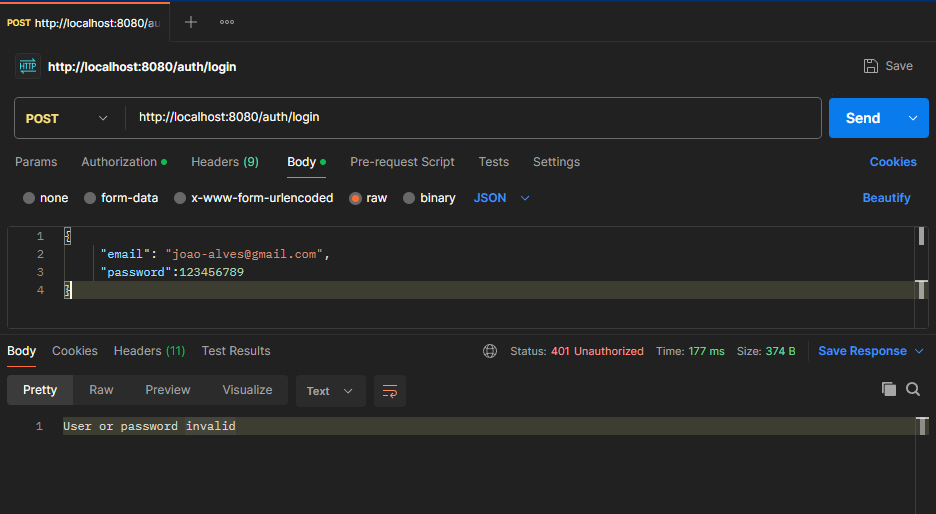 POST http://localhost:8080/au
HTTP http://localhost:8080/auth/login
Save
POST http://localhost:8080/auth/login Send
Params Authorization Headers (9) Body Pre-request Script Tests Settings Cookies
none form-data x-www-form-urlencoded raw binary JSON Beautify
1 {
2 "email": "joao-alves@gmail.com",
3 "password":123456789
4 }
Body Cookies Headers (11) Test Results Status: 401 Unauthorized Time: 177 ms Size: 374 B Save Response
Pretty Raw Preview Visualize Text
1 User or password invalid